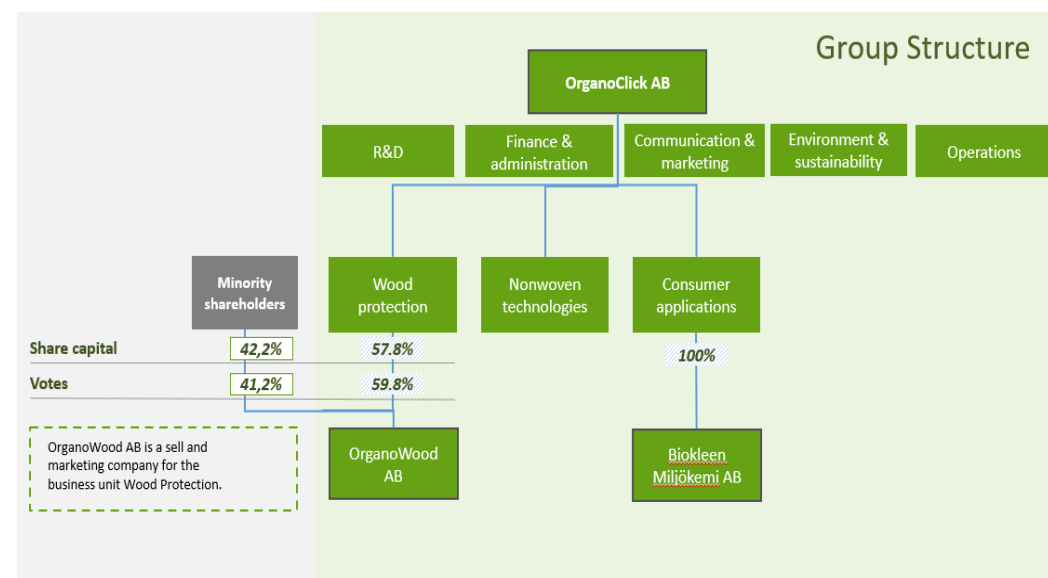 Group Structure
OrganoClick AB
R&D
Finance &
administration
Communication &
marketing
Environment &
sustainability
Operations
Minority
shareholders
Wood
protection
Nonwoven
technologies
Consumer
applications
Share capital
42,2%
57.8%
100%
Votes
41,2%
59.8%
OrganoWood AB is a sell and
marketing company for the
business unit Wood Protection.
OrganoWood
AB
Biokleen
Miljökemi AB